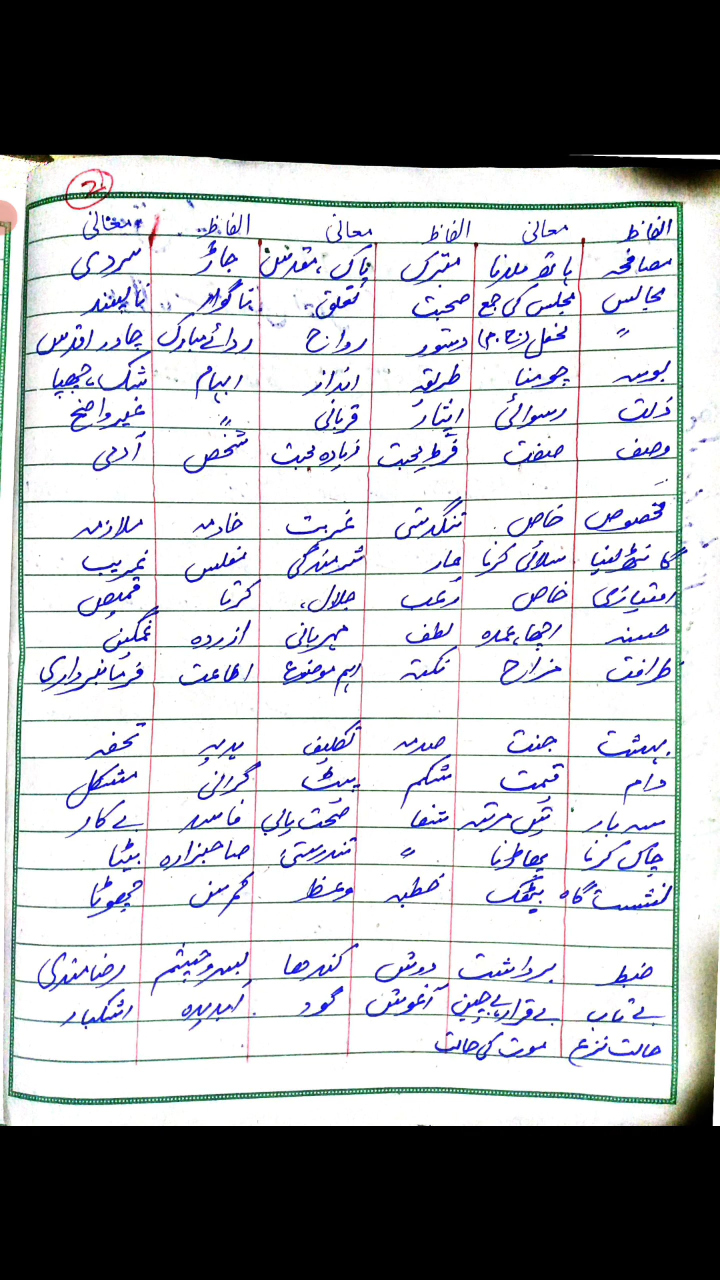 2
الفاظ معانی الفاظ معانی الفاظ معانی
مصافحہ ہاتھ ملانا متبرک پاک، مقدس جاڑ سردی
مجالس مجلس کی جمع صحبت تعلق ناگوار ناپسند
〃 محفل دستور رواج ردائے مبارک چادر اقدس
بوسہ چومنا طریقہ انداز ابہام شک، چھپا
ذلت رسوائی ایثار قربانی 〃 غیر واضح
وصف صفت فرط محبت زیادہ محبت شخص آدمی
مخصوص خاص تنگدستی غربت خادمہ ملازمہ
گانٹھ لینا سلائی کرنا عار شرمندگی مفلس غریب
امتیازی خاص رعب جلال، کرتا قمیص
حسنہ اچھا، عمدہ لطف مہربانی آزردہ غمگین
ظرافت مزاح نکتہ اہم موضوع اطاعت فرمانبرداری
بہشت جنت صدمہ تکلیف ہدیہ تحفہ
دام قیمت شکم پیٹ گرانی مشکل
سہ بار تین مرتبہ شفا صحت یابی فاسد بے کار
چاک کرنا پھاڑنا 〃 تندرستی صاحبزادہ بیٹا
نشست گاہ بیٹھک خطبہ وعظ کم سن چھوٹا
ضبط برداشت دوش کندھا بسروچشم رضامندی
بے تاب بے قرار، بے چین آغوش گود آبدیدہ اشکبار
حالت نزع موت کی حالت